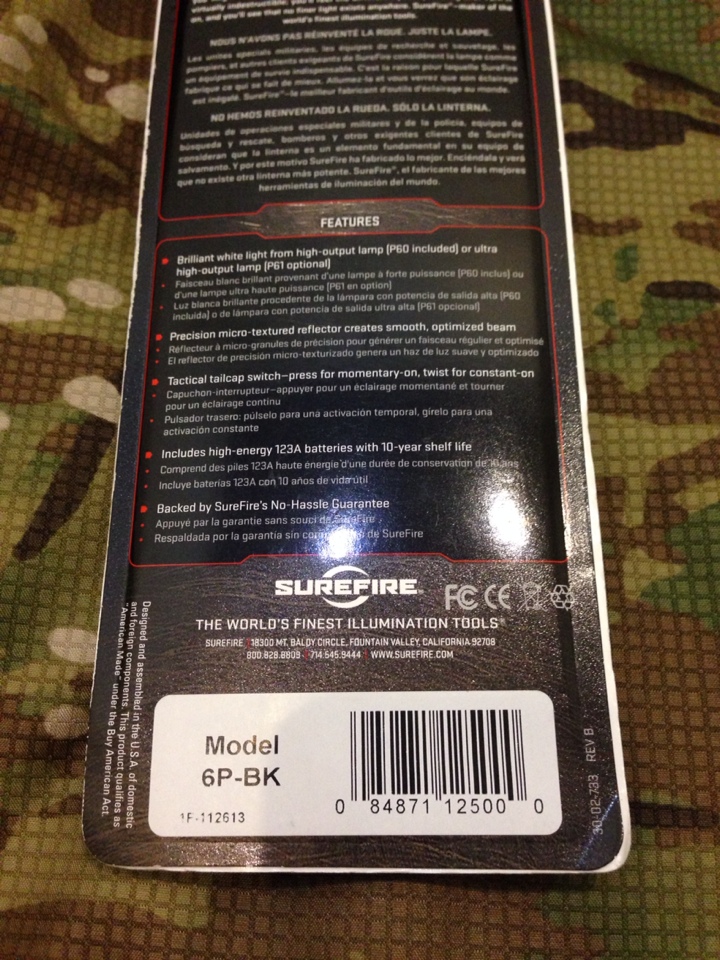 virtually indestructible, you'll feel the
on, and you'll see that no finer light exists anywhere. SureFire™–maker of the
world's finest illumination tools.
NOUS N'AVONS PAS RÉINVENTÉ LA ROUE. JUSTE LA LAMPE.
Les unités spéciales militaires, les équipes de recherche et sauvetage, les
pompiers, et autres clients exigeants de SureFire considèrent la lampe comme
un équipement de survie indispensable. C'est la raison pour laquelle SureFire
fabrique ce qui se fait de mieux. Allumez-la et vous verrez que son éclairage
est inégalé. SureFire™–le meilleur fabricant d'outils d'éclairage au monde.
NO HEMOS REINVENTADO LA RUEDA. SÓLO LA LINTERNA.
Unidades de operaciones especiales militares y de la policía, equipos de
búsqueda y rescate, bomberos y otros exigentes clientes de SureFire
consideran que la linterna es un elemento fundamental en su equipo de
salvamento. Y por este motivo SureFire ha fabricado lo mejor. Enciéndala y verá
que no existe otra linterna más potente. SureFire™, el fabricante de las mejores
herramientas de iluminación del mundo.
FEATURES
Brilliant white light from high-output lamp (P60 included) or ultra
high-output lamp (P61 optional)
Faisceau blanc brillant provenant d'une lampe à forte puissance (P60 inclus) ou
d'une lampe ultra haute puissance (P61 en option)
Luz blanca brillante procedente de la lámpara con potencia de salida alta (P60
incluida) o de lámpara con potencia de salida ultra alta (P61 opcional)
Precision micro-textured reflector creates smooth, optimized beam
Réflecteur à micro-granules de précision pour générer un faisceau régulier et optimisé
El reflector de precisión micro-texturizado genera un haz de luz suave y optimizado
Tactical tailcap switch—press for momentary-on, twist for constant-on
Capuchon-interrupteur—appuyer pour un éclairage momentané et tourner
pour un éclairage continu
Pulsador trasero: púlselo para una activación temporal, gírelo para una
activación constante
Includes high-energy 123A batteries with 10-year shelf life
Comprend des piles 123A haute énergie d'une durée de conservation de 10 ans
Incluye baterías 123A con 10 años de vida útil
Backed by SureFire's No-Hassle Guarantee
Appuyé par la garantie sans souci de SureFire
Respaldada por la garantía sin de SureFire
SUREFIRE
FC CE
THE WORLD'S FINEST ILLUMINATION TOOLS®
SUREFIRE | 18300 MT. BALDY CIRCLE, FOUNTAIN VALLEY, CALIFORNIA 92708
800.828.8809 | 714.545.9444 | WWW.SUREFIRE.COM
Designed and assembled in the U.S.A. of domestic
and foreign components. This product qualifies as
"American Made" under the Buy American Act.
Model
6P-BK
1F-112613
0 84871 12500 0
30-02-733 REV B